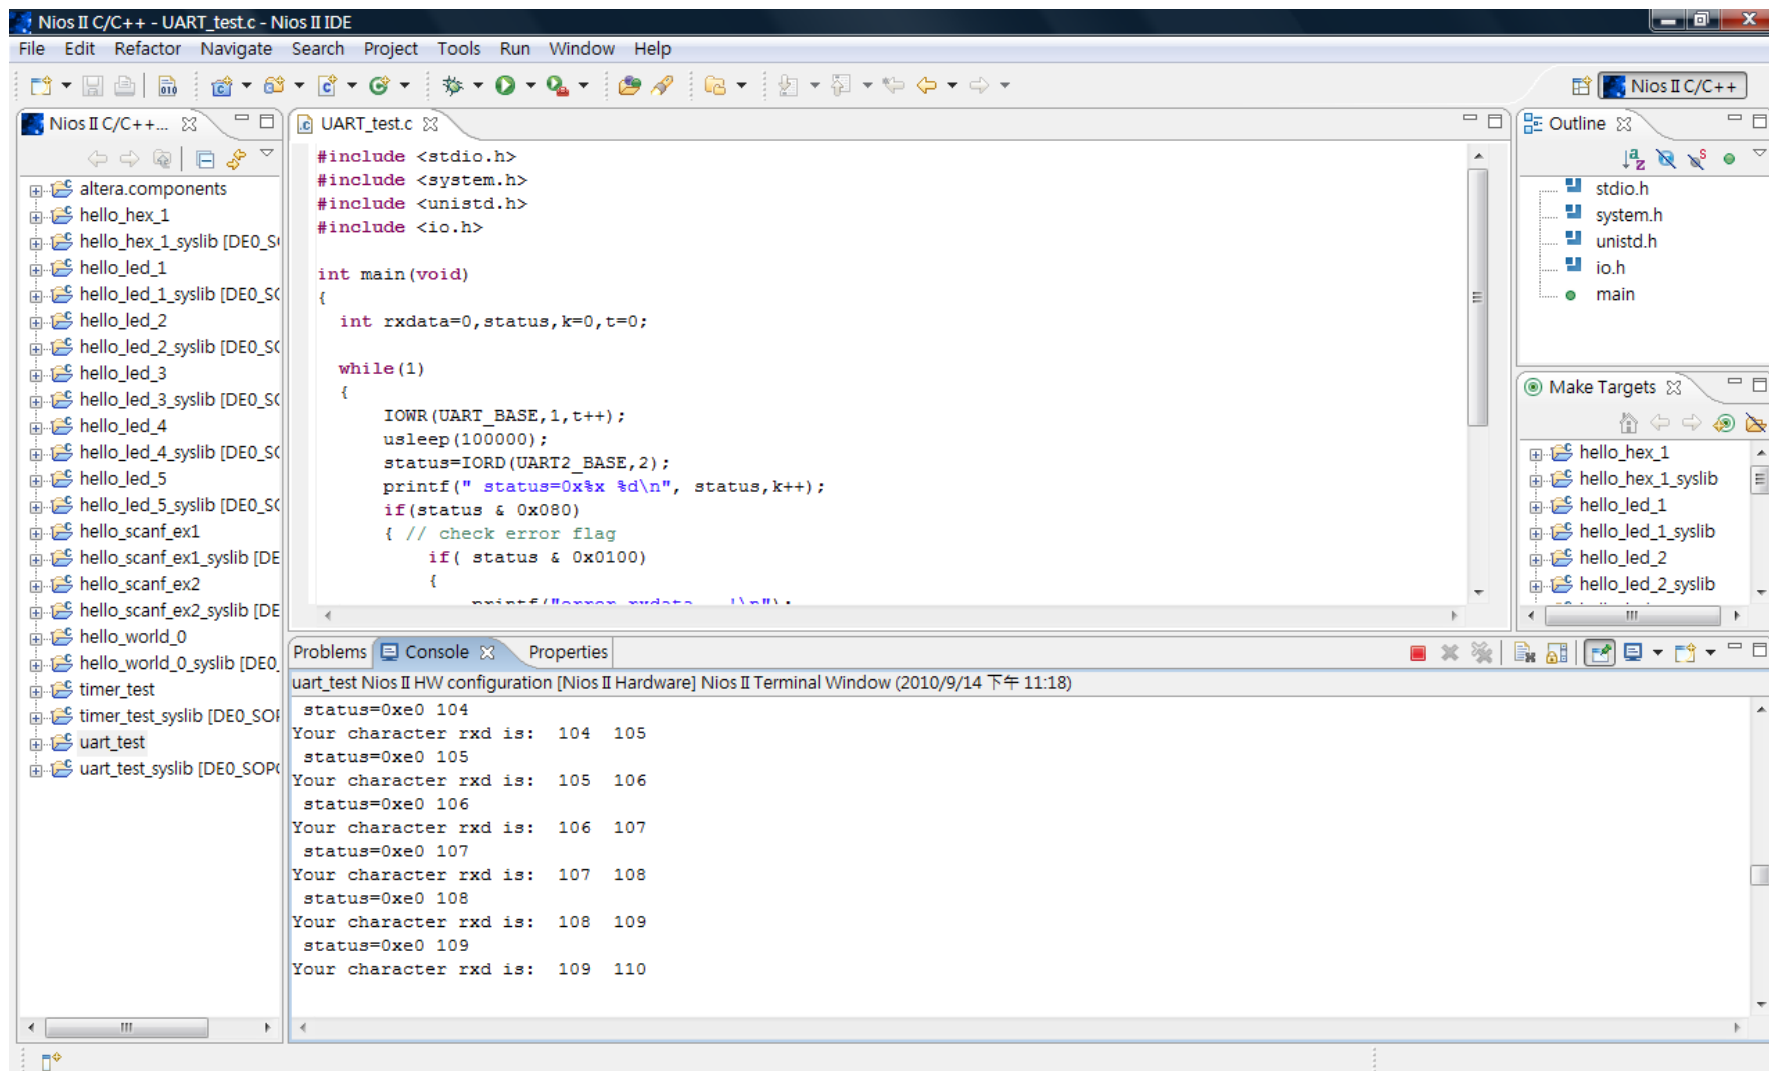 Nios II C/C++ - UART_test.c - Nios II IDE
File Edit Refactor Navigate Search Project Tools Run Window Help
Nios II C/C++
Nios II C/C++...
altera.components
hello_hex_1
hello_hex_1_syslib [DE0_S
hello_led_1
hello_led_1_syslib [DE0_SC
hello_led_2
hello_led_2_syslib [DE0_SC
hello_led_3
hello_led_3_syslib [DE0_SC
hello_led_4
hello_led_4_syslib [DE0_SC
hello_led_5
hello_led_5_syslib [DE0_SC
hello_scanf_ex1
hello_scanf_ex1_syslib [DE
hello_scanf_ex2
hello_scanf_ex2_syslib [DE
hello_world_0
hello_world_0_syslib [DE0_
timer_test
timer_test_syslib [DE0_SOF
uart_test
uart_test_syslib [DE0_SOPC
UART_test.c
#include <stdio.h>
#include <system.h>
#include <unistd.h>
#include <io.h>
int main(void)
{
int rxdata=0,status,k=0,t=0;
while(1)
{
IOWR(UART_BASE,1,t++);
usleep(100000);
status=IORD(UART2_BASE,2);
printf(" status=0x%x %d\n", status,k++);
if(status & 0x080)
{ // check error flag
if( status & 0x0100)
{
Outline
stdio.h
system.h
unistd.h
io.h
main
Make Targets
hello_hex_1
hello_hex_1_syslib
hello_led_1
hello_led_1_syslib
hello_led_2
hello_led_2_syslib
Problems Console Properties
uart_test Nios II HW configuration [Nios II Hardware] Nios II Terminal Window (2010/9/14 下午 11:18)
status=0xe0 104
Your character rxd is: 104 105
status=0xe0 105
Your character rxd is: 105 106
status=0xe0 106
Your character rxd is: 106 107
status=0xe0 107
Your character rxd is: 107 108
status=0xe0 108
Your character rxd is: 108 109
status=0xe0 109
Your character rxd is: 109 110